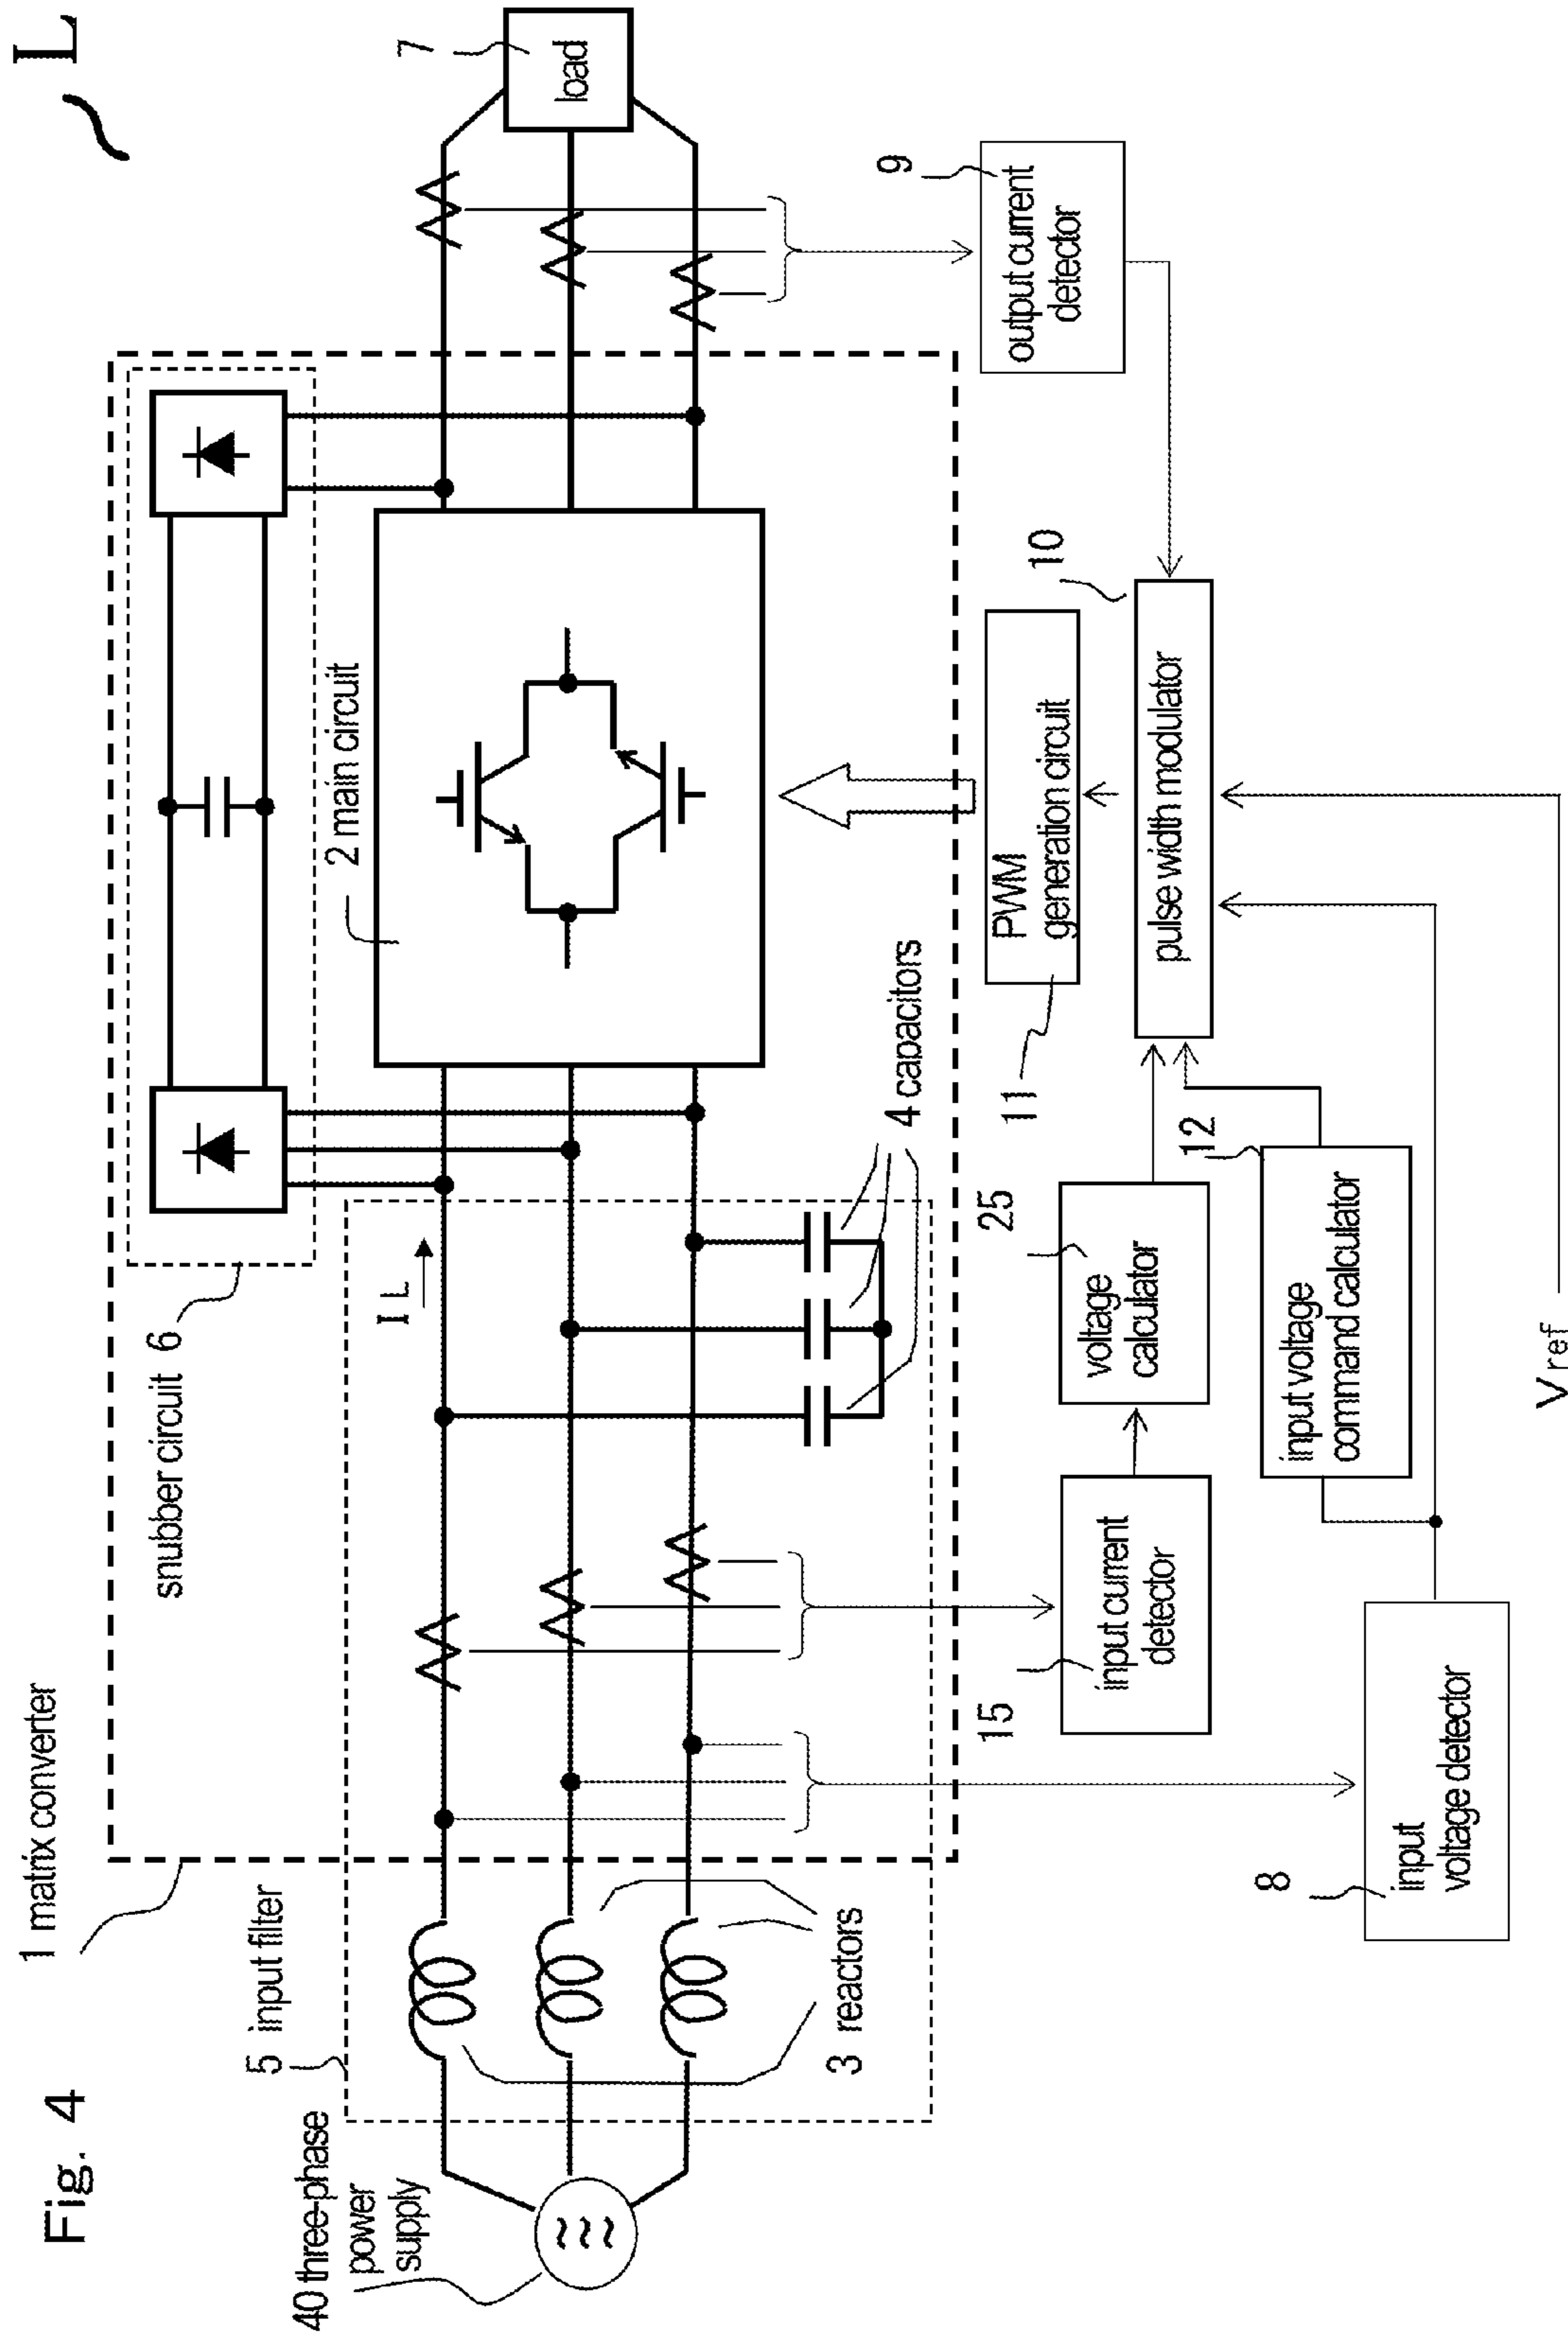 Fig. 4
L
1 matrix converter
snubber circuit 6
5 input filter
2 main circuit
40 three-phase
power
supply
I L
7
load
3 reactors
4 capacitors
9
output current
detector
15
input current
detector
25
voltage
calculator
11
PWM
generation circuit
10
pulse width modulator
12
input voltage
command calculator
8
input
voltage detector
Vref